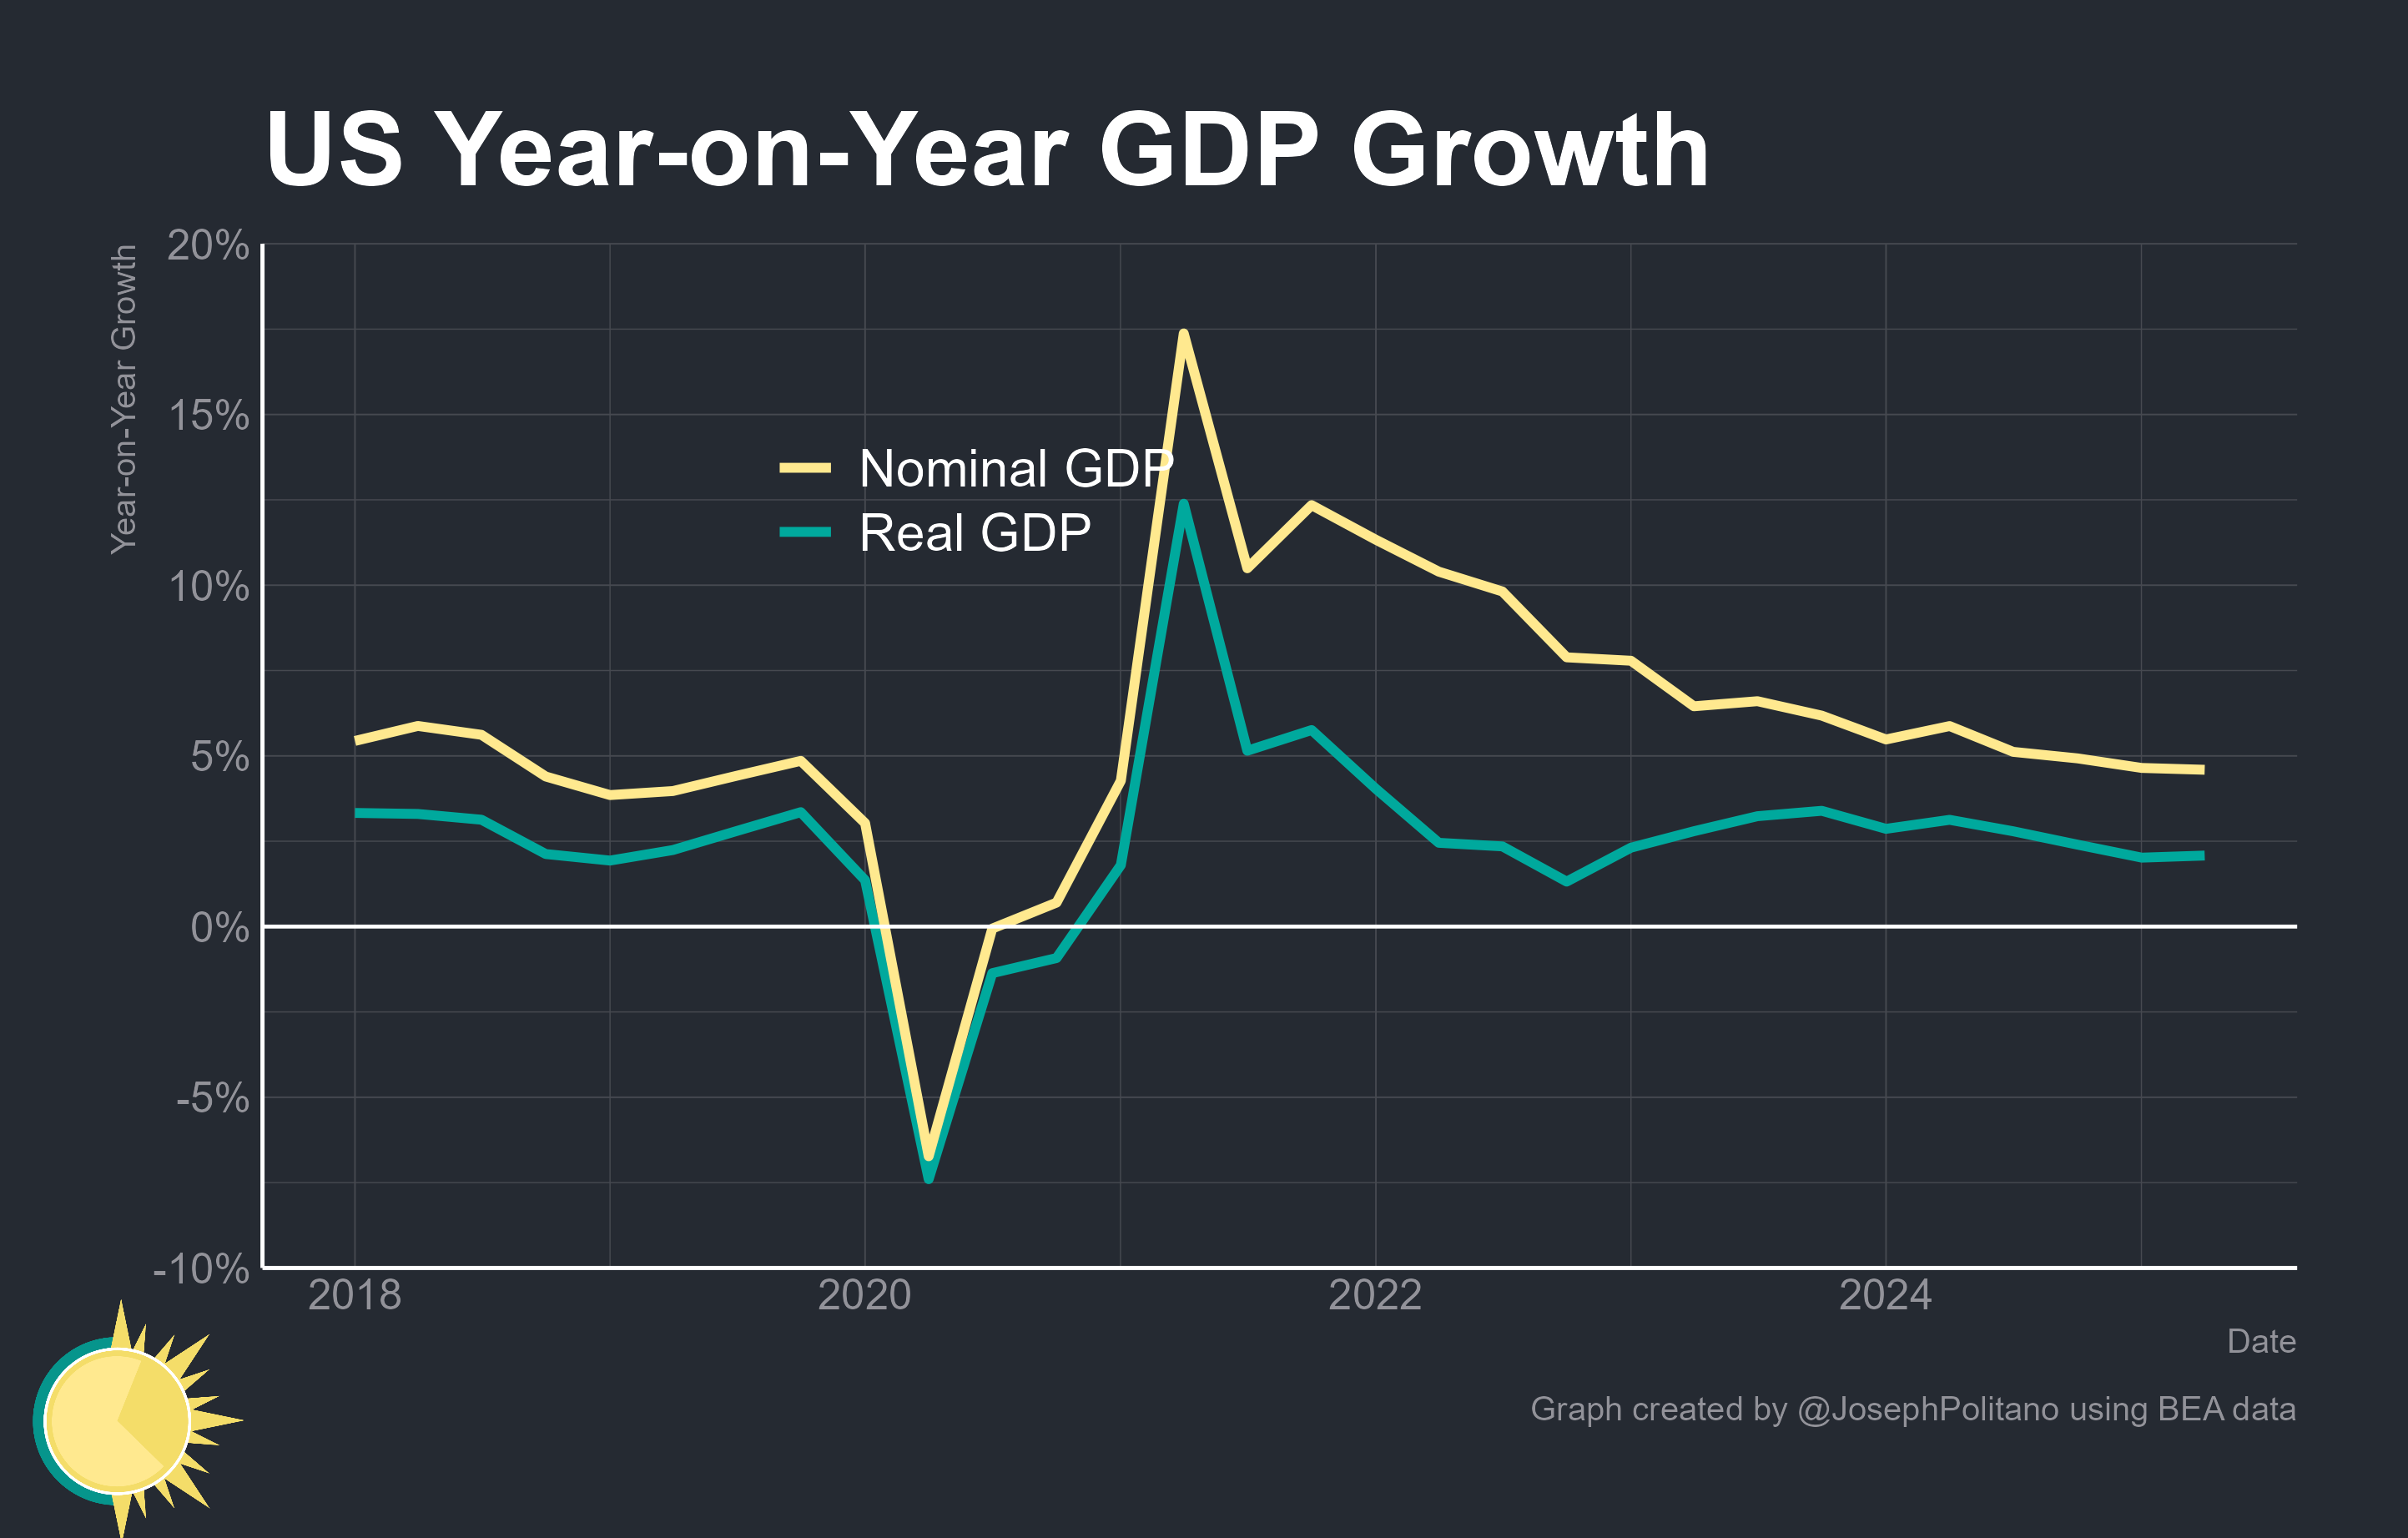 US Year-on-Year GDP Growth
Year-on-Year Growth
20%
15%
10%
5%
0%
-5%
-10%
Nominal GDP
Real GDP
2018
2020
2022
2024
Date
Graph created by @JosephPolitano using BEA data